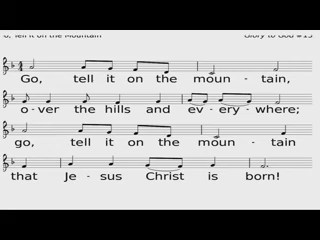 Go, Tell It on the Mountain
Glory to God #15
Go, tell it on the moun - tain,
o - ver the hills and ev - ery - where;
go, tell it on the moun - tain
that Je - sus Christ is born!